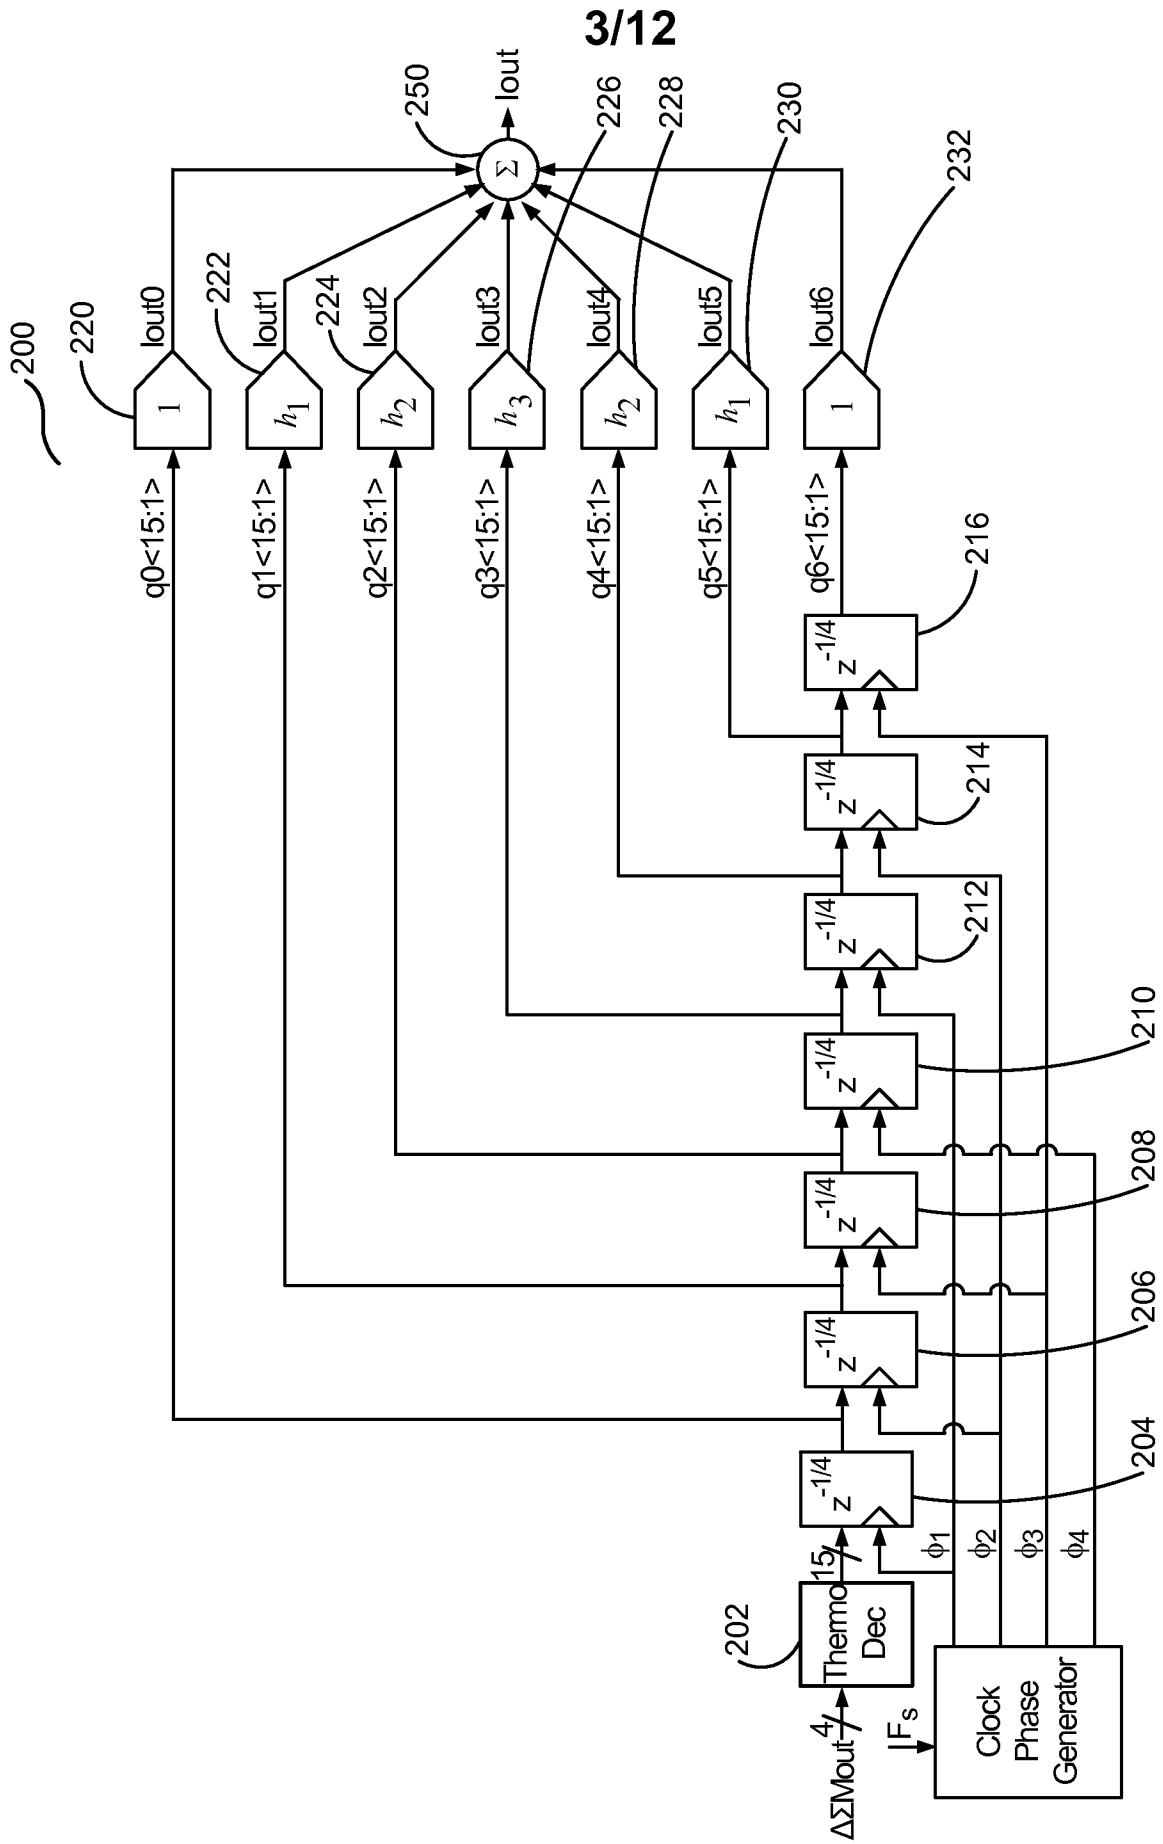 3/12
200
220
222
224
226
228
230
232
250
Iout
Σ
Iout0
Iout1
Iout2
Iout3
Iout4
Iout5
Iout6
1
h1
h2
h3
h2
h1
1
q0<15:1>
q1<15:1>
q2<15:1>
q3<15:1>
q4<15:1>
q5<15:1>
q6<15:1>
ΔΣMout
4
202
Thermo
Dec
15
z-1/4
204
z-1/4
206
z-1/4
208
z-1/4
210
z-1/4
212
z-1/4
214
z-1/4
216
IFs
Clock
Phase
Generator
ϕ1
ϕ2
ϕ3
ϕ4